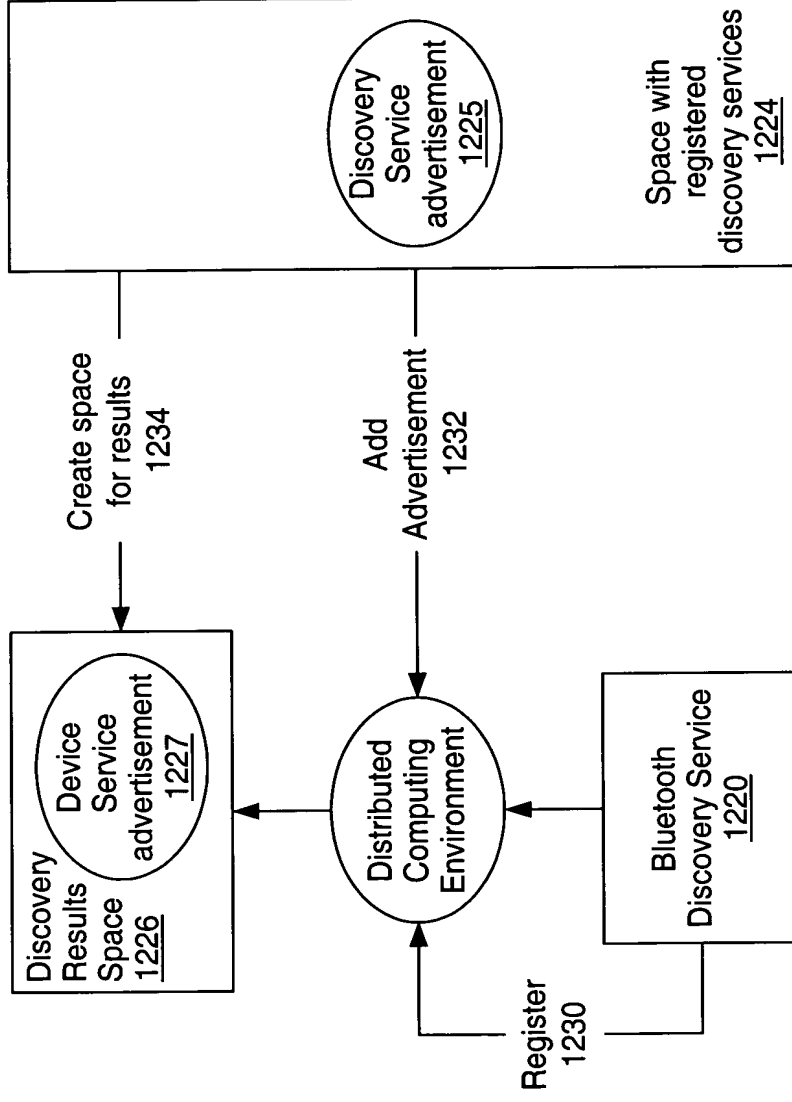 Discovery
Results
Space
1226
Device
Service
advertisement
1227
Create space
for results
1234
Discovery
Service
advertisement
1225
Space with
registered
discovery services
1224
Distributed
Computing
Environment
Add
Advertisement
1232
Register
1230
Bluetooth
Discovery Service
1220